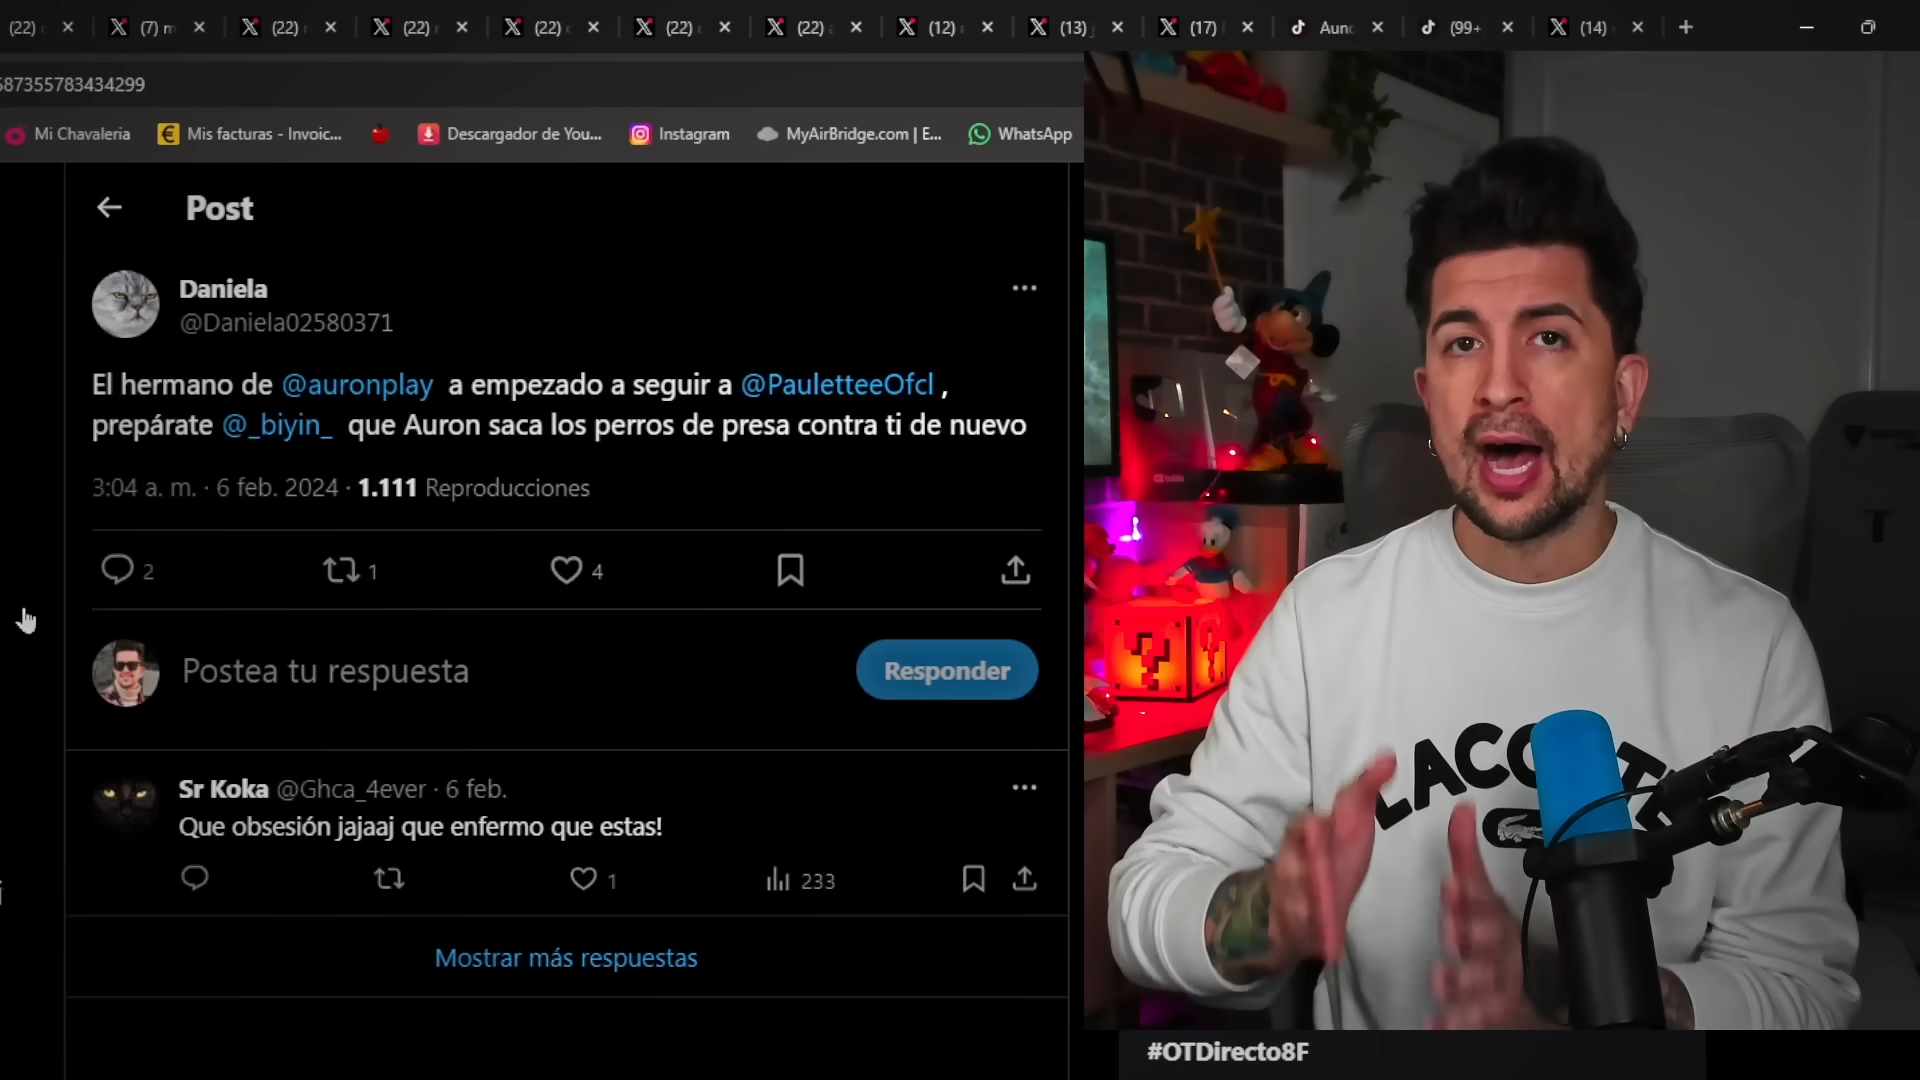 (22)
(7) m
(22)
(22)
(22)
(22)
(22)
(12)
(13)
(17)
Aun
(99+
(14)
587355783434299
Mi Chavaleria
Mis facturas - Invoic...
Descargador de You...
Instagram
MyAirBridge.com | E...
WhatsApp
Post
Daniela
@Daniela02580371
El hermano de @auronplay a empezado a seguir a @PauletteeOfcl ,
prepárate @_biyin_ que Auron saca los perros de presa contra ti de nuevo
3:04 a. m. · 6 feb. 2024 · 1.111 Reproducciones
2
1
4
Postea tu respuesta
Responder
Sr Koka @Ghca_4ever · 6 feb.
Que obsesión jajaaj que enfermo que estas!
1
233
Mostrar más respuestas
? ?
#OTDirecto8F